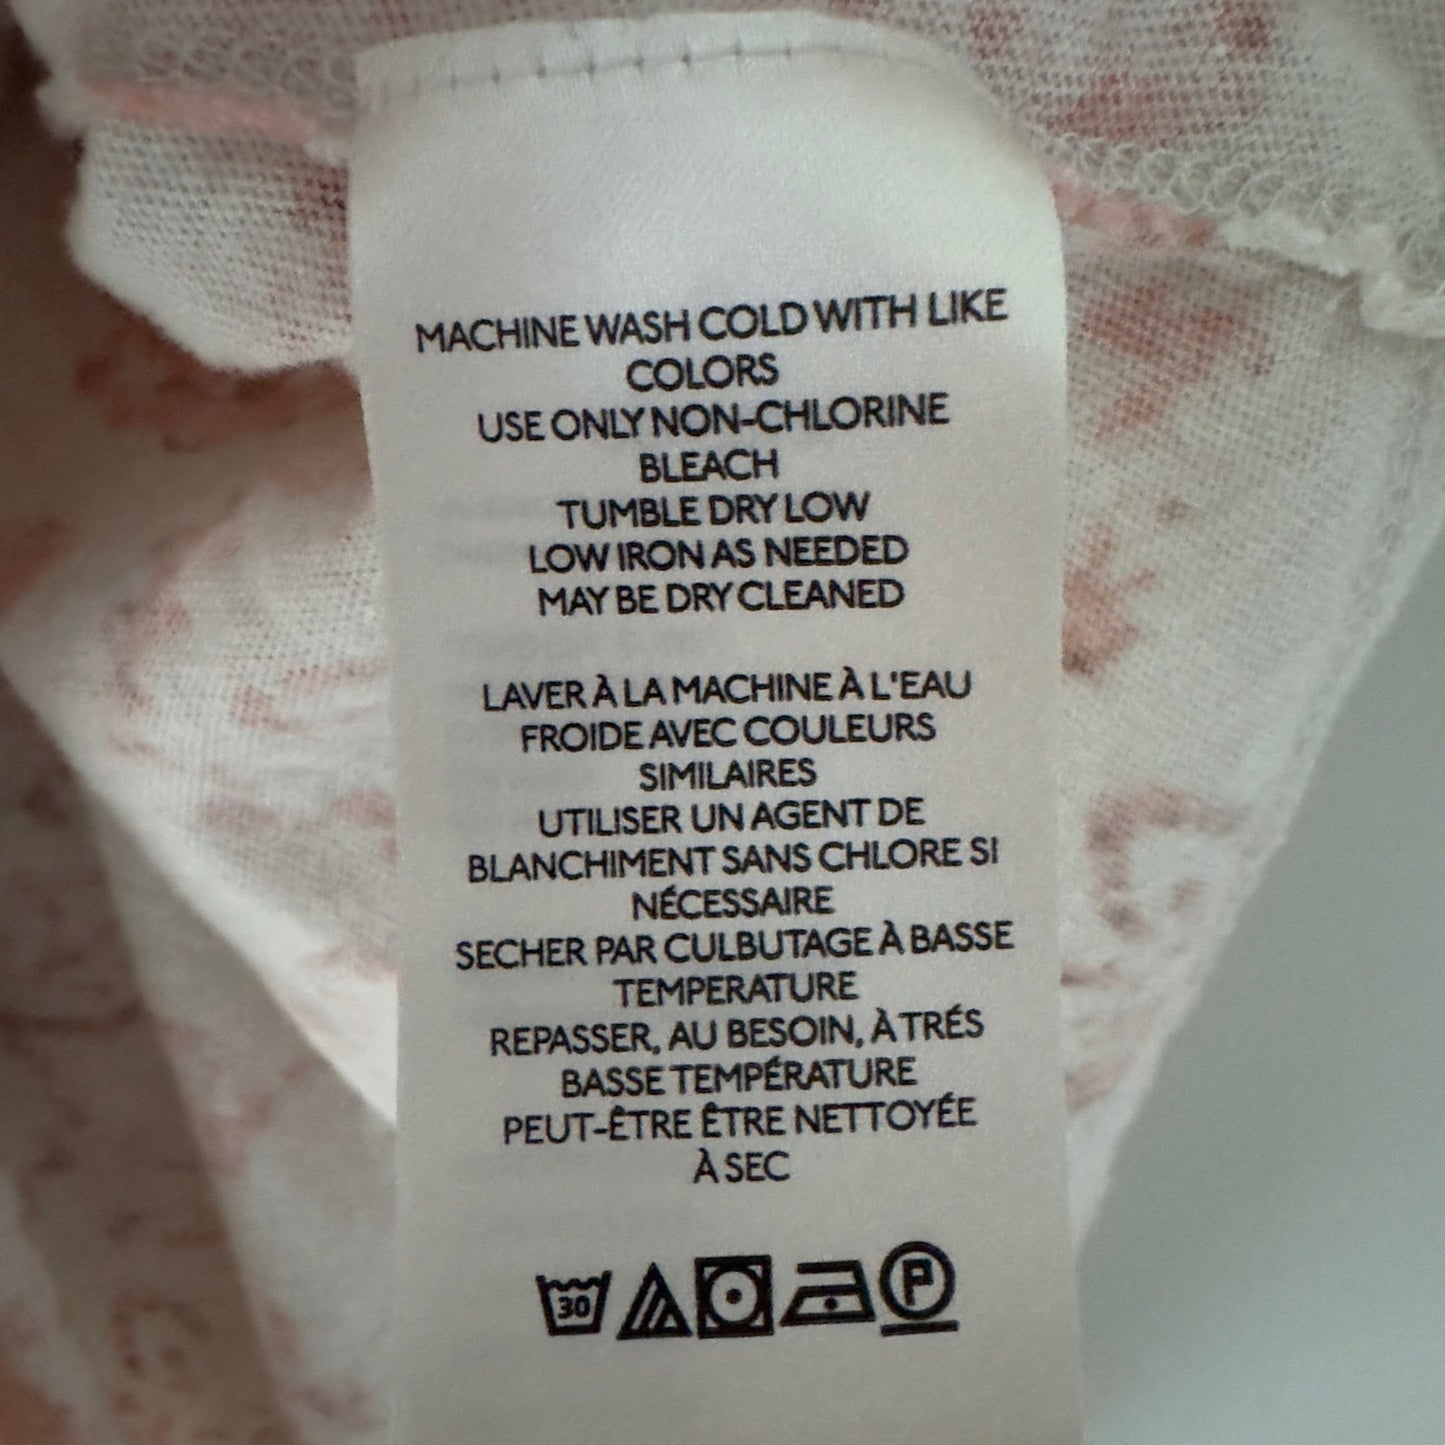 MACHINE WASH COLD WITH LIKE
COLORS
USE ONLY NON-CHLORINE
BLEACH
TUMBLE DRY LOW
LOW IRON AS NEEDED
MAY BE DRY CLEANED
LAVER À LA MACHINE À L'EAU
FROIDE AVEC COULEURS
SIMILAIRES
UTILISER UN AGENT DE
BLANCHIMENT SANS CHLORE SI
NÉCESSAIRE
SECHER PAR CULBUTAGE À BASSE
TEMPERATURE
REPASSER, AU BESOIN, À TRÉS
BASSE TEMPÉRATURE
PEUT-ÊTRE ÊTRE NETTOYÉE
À SEC
30 P